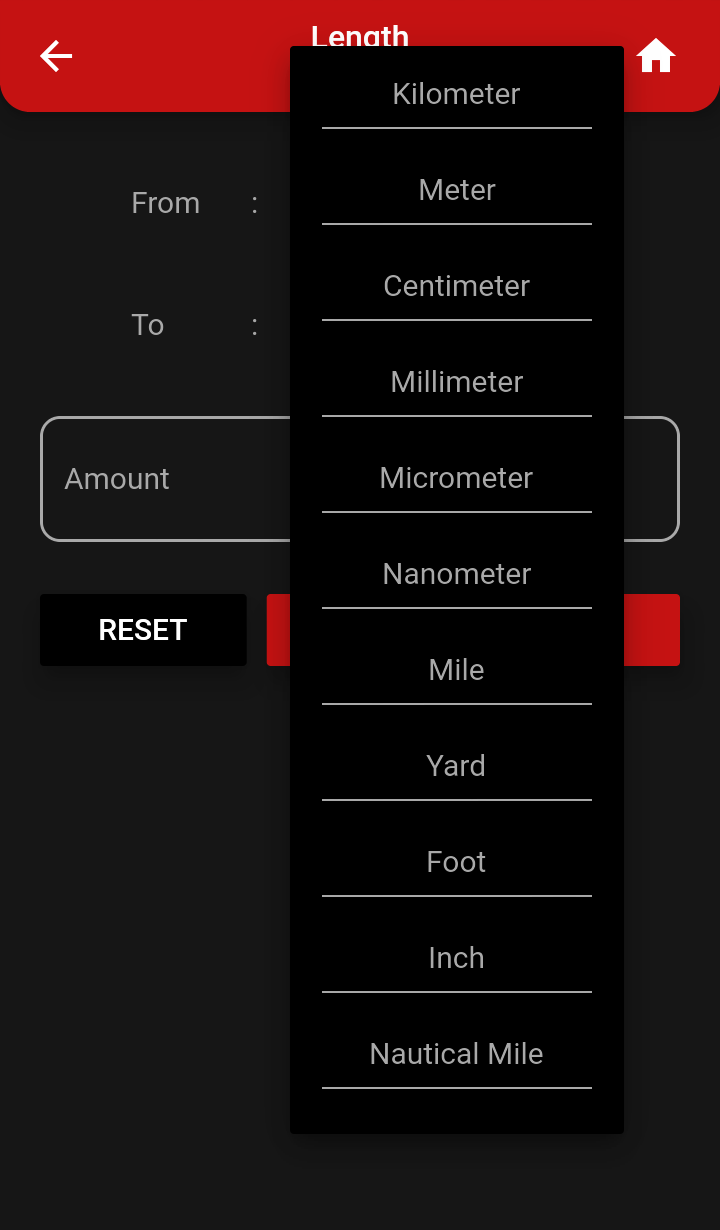 Length
Kilometer
Meter
From :
Centimeter
To :
Millimeter
Amount
Micrometer
Nanometer
RESET
Mile
Yard
Foot
Inch
Nautical Mile